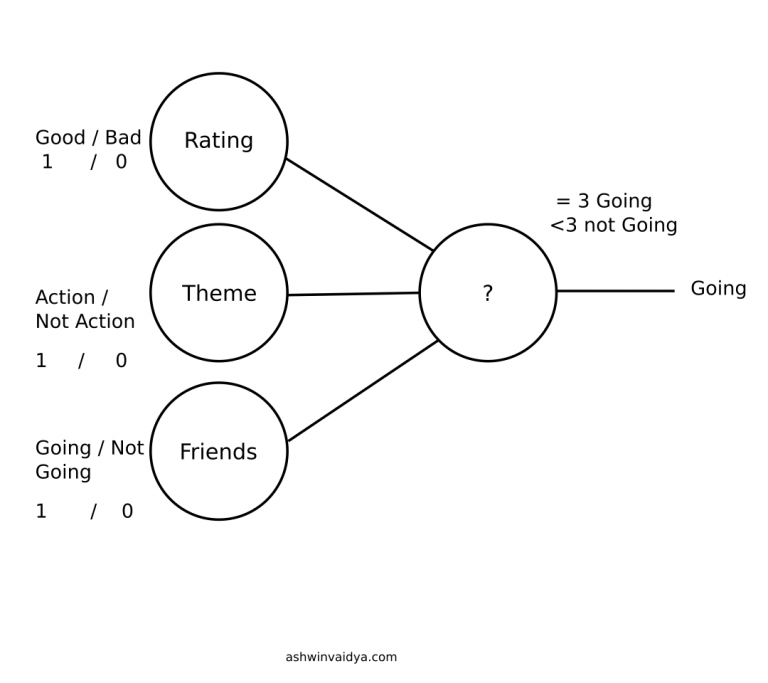 Good / Bad
1 / 0
Rating
= 3 Going
<3 not Going
Action /
Not Action
1 / 0
Theme
?
Going
Going / Not
Going
1 / 0
Friends
ashwinvaidya.com